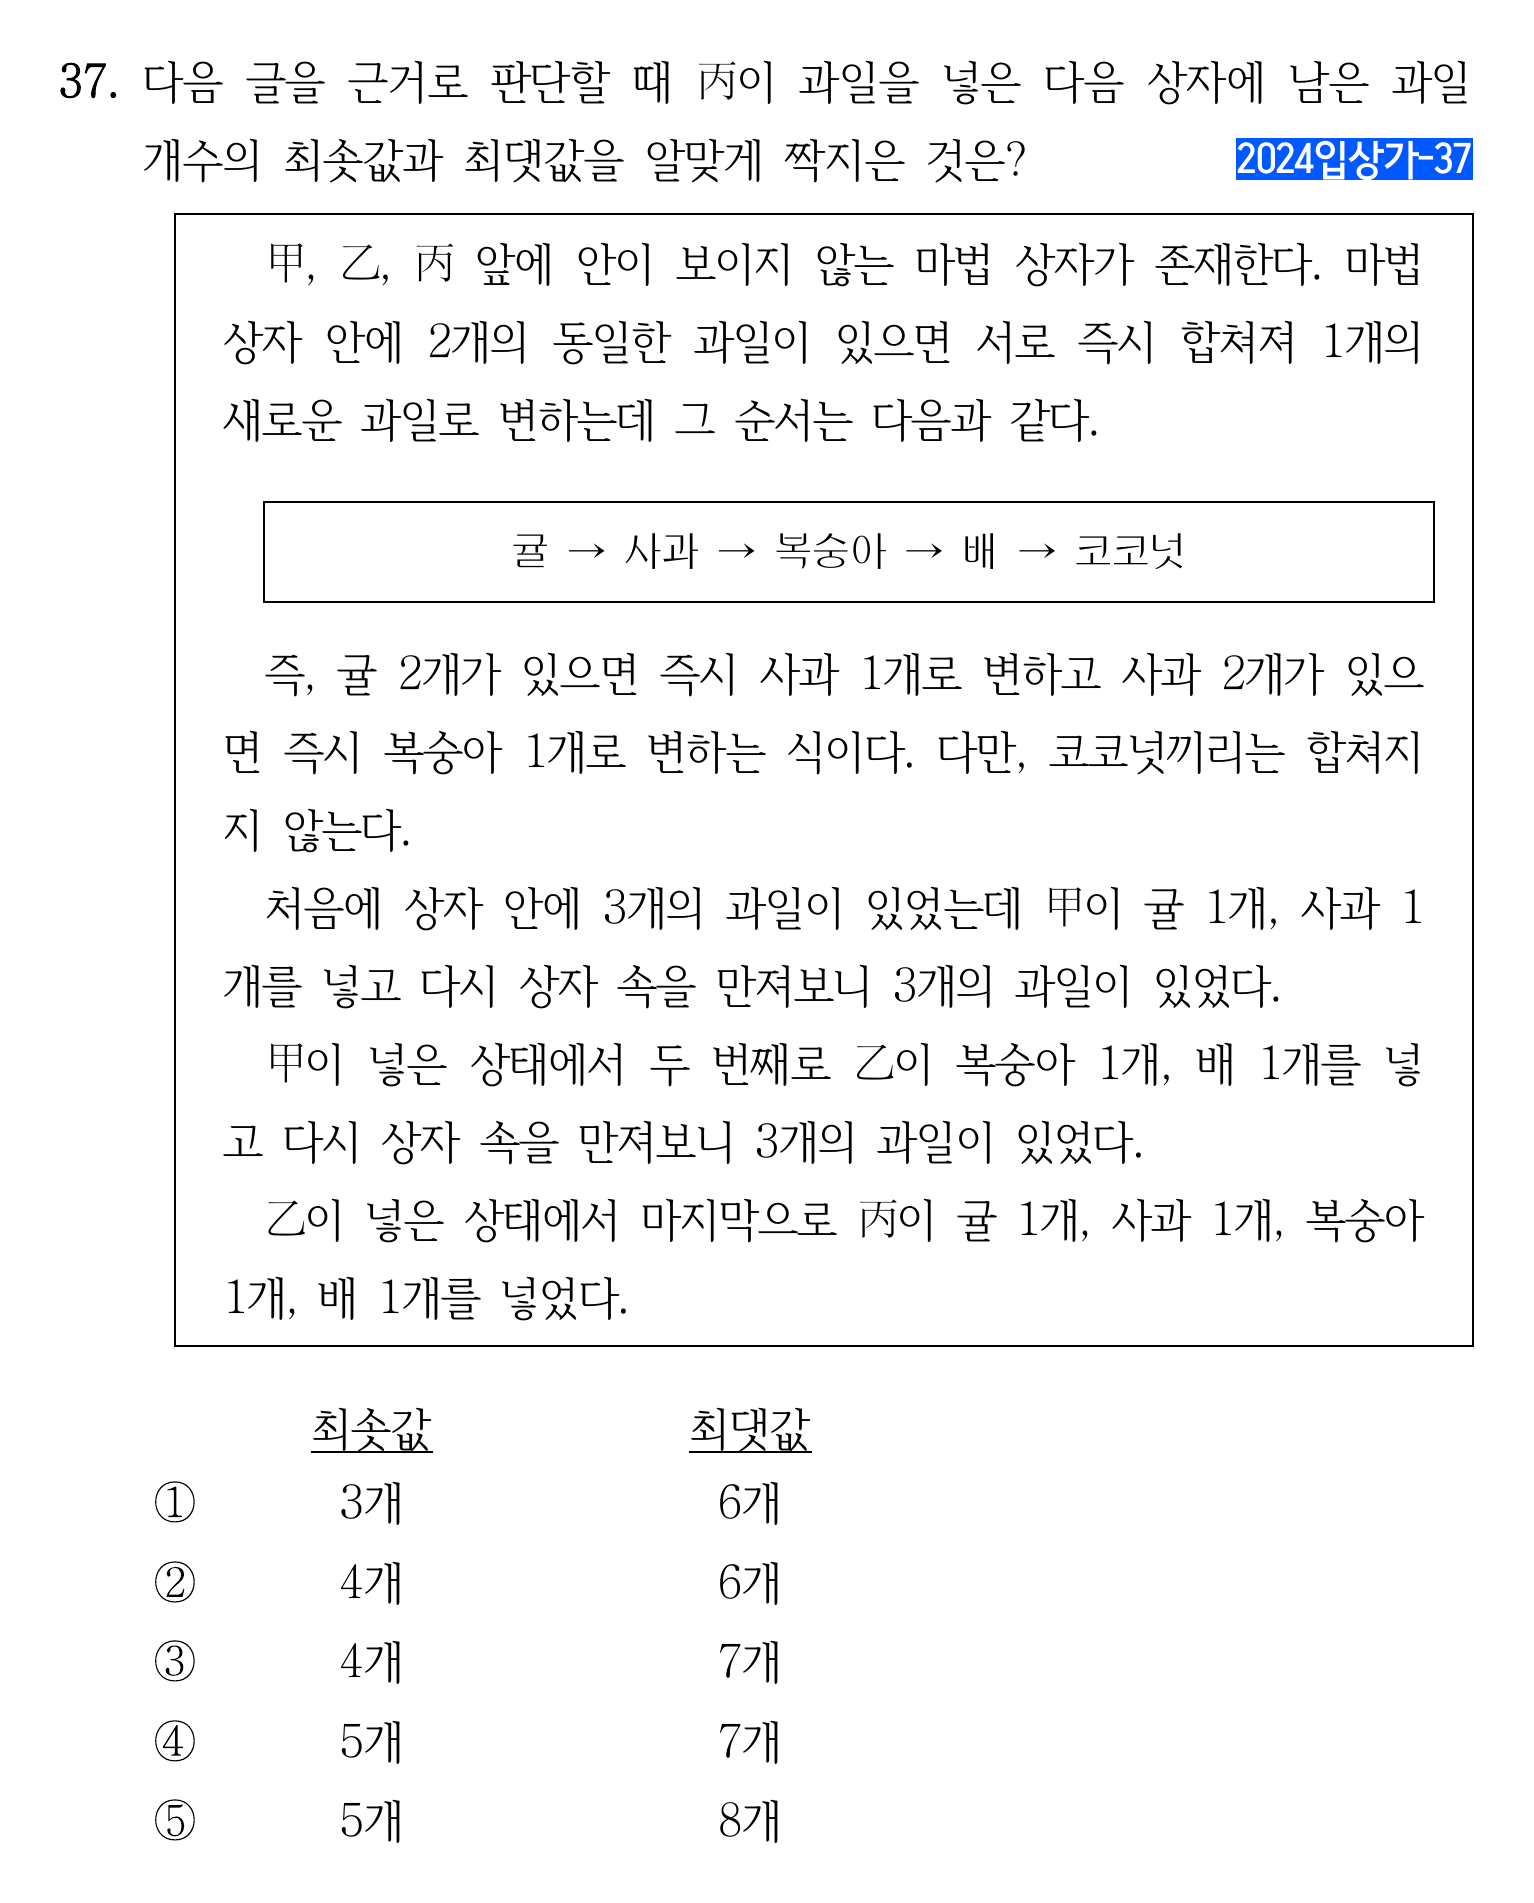 37. 다음 글을 근거로 판단할 때 丙이 과일을 넣은 다음 상자에 남은 과일
개수의 최솟값과 최댓값을 알맞게 짝지은 것은? 2024입상가-37
甲, 乙, 丙 앞에 안이 보이지 않는 마법 상자가 존재한다. 마법
상자 안에 2개의 동일한 과일이 있으면 서로 즉시 합쳐져 1개의
새로운 과일로 변하는데 그 순서는 다음과 같다.
귤 → 사과 → 복숭아 → 배 → 코코넛
즉, 귤 2개가 있으면 즉시 사과 1개로 변하고 사과 2개가 있으
면 즉시 복숭아 1개로 변하는 식이다. 다만, 코코넛끼리는 합쳐지
지 않는다.
처음에 상자 안에 3개의 과일이 있었는데 甲이 귤 1개, 사과 1
개를 넣고 다시 상자 속을 만져보니 3개의 과일이 있었다.
甲이 넣은 상태에서 두 번째로 乙이 복숭아 1개, 배 1개를 넣
고 다시 상자 속을 만져보니 3개의 과일이 있었다.
乙이 넣은 상태에서 마지막으로 丙이 귤 1개, 사과 1개, 복숭아
1개, 배 1개를 넣었다.
최솟값 최댓값
① 3개 6개
② 4개 6개
③ 4개 7개
④ 5개 7개
⑤ 5개 8개